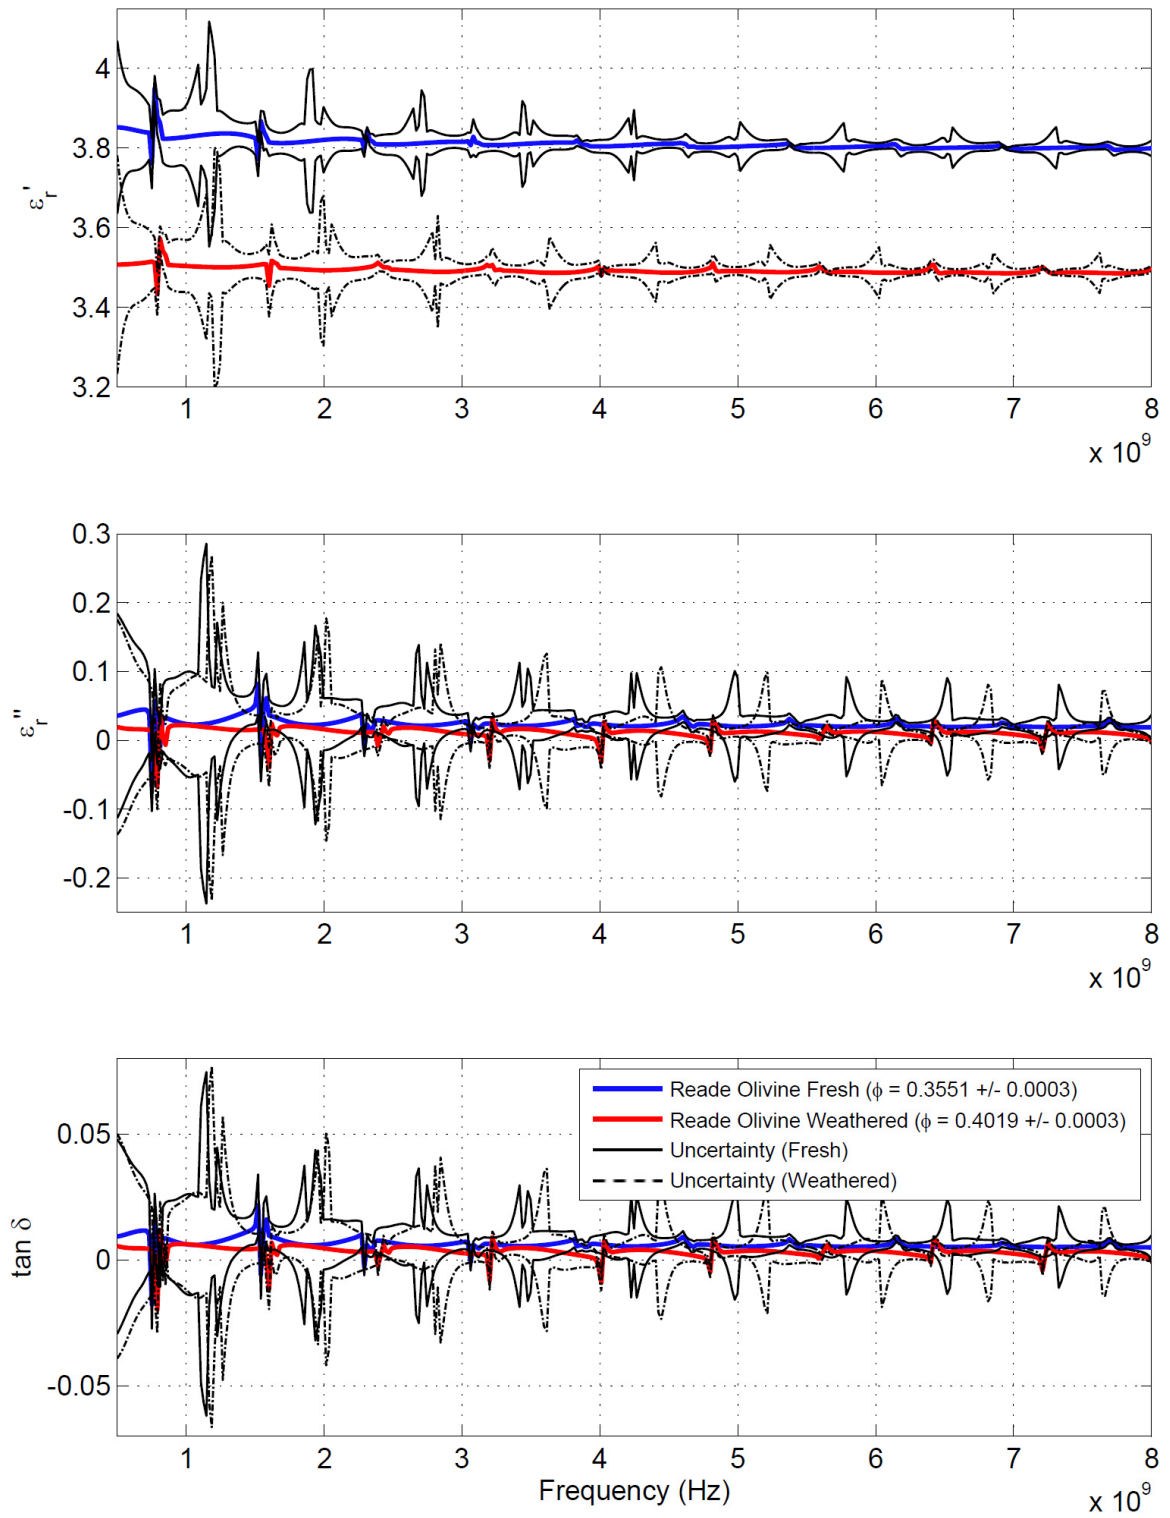 4
3.8
3.6
3.4
3.2
εr'
1 2 3 4 5 6 7 8
x 10^9
0.3
0.2
0.1
0
-0.1
-0.2
εr''
1 2 3 4 5 6 7 8
x 10^9
0.05
0
-0.05
tan δ
Reade Olivine Fresh (ϕ = 0.3551 +/- 0.0003)
Reade Olivine Weathered (ϕ = 0.4019 +/- 0.0003)
Uncertainty (Fresh)
Uncertainty (Weathered)
1 2 3 4 5 6 7 8
Frequency (Hz)
x 10^9